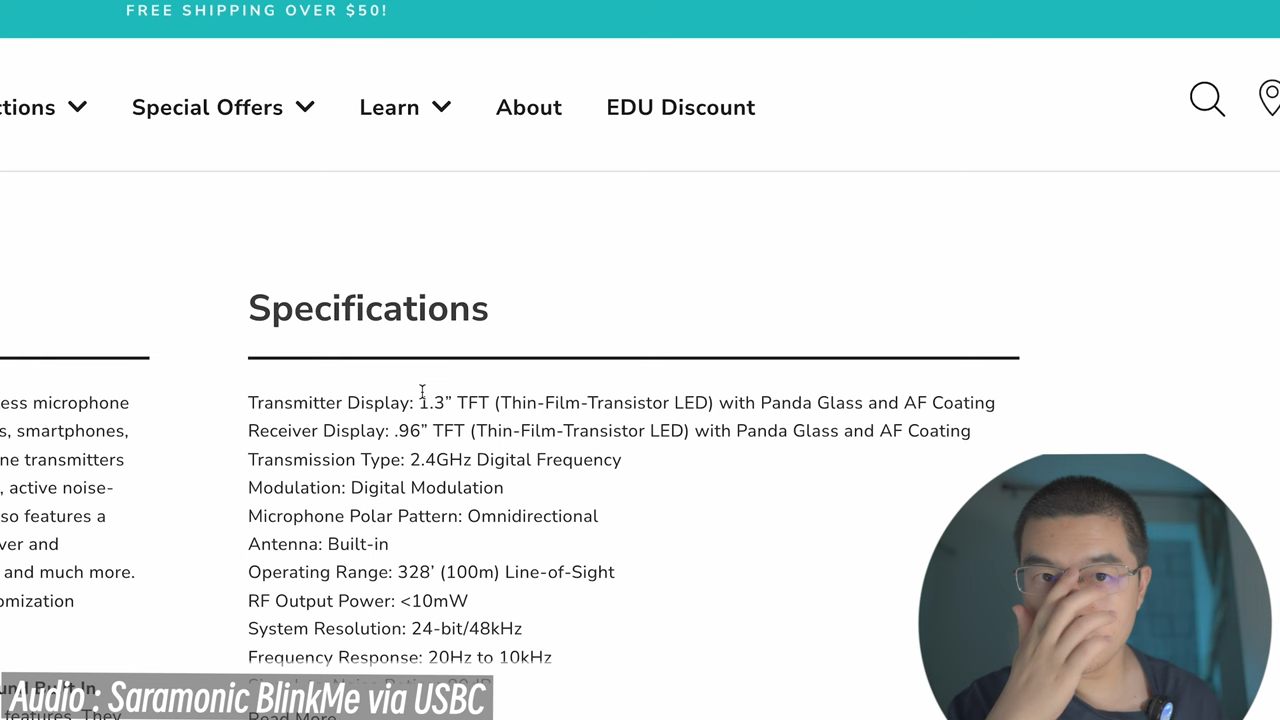 FREE SHIPPING OVER $50!
ctions Special Offers Learn About EDU Discount
Specifications
ess microphone
s, smartphones,
ne transmitters
, active noise-
so features a
ver and
and much more.
omization
Transmitter Display: 1.3” TFT (Thin-Film-Transistor LED) with Panda Glass and AF Coating
Receiver Display: .96” TFT (Thin-Film-Transistor LED) with Panda Glass and AF Coating
Transmission Type: 2.4GHz Digital Frequency
Modulation: Digital Modulation
Microphone Polar Pattern: Omnidirectional
Antenna: Built-in
Operating Range: 328’ (100m) Line-of-Sight
RF Output Power: <10mW
System Resolution: 24-bit/48kHz
Frequency Response: 20Hz to 10kHz
Read More
features. They
Audio : Saramonic BlinkMe via USBC